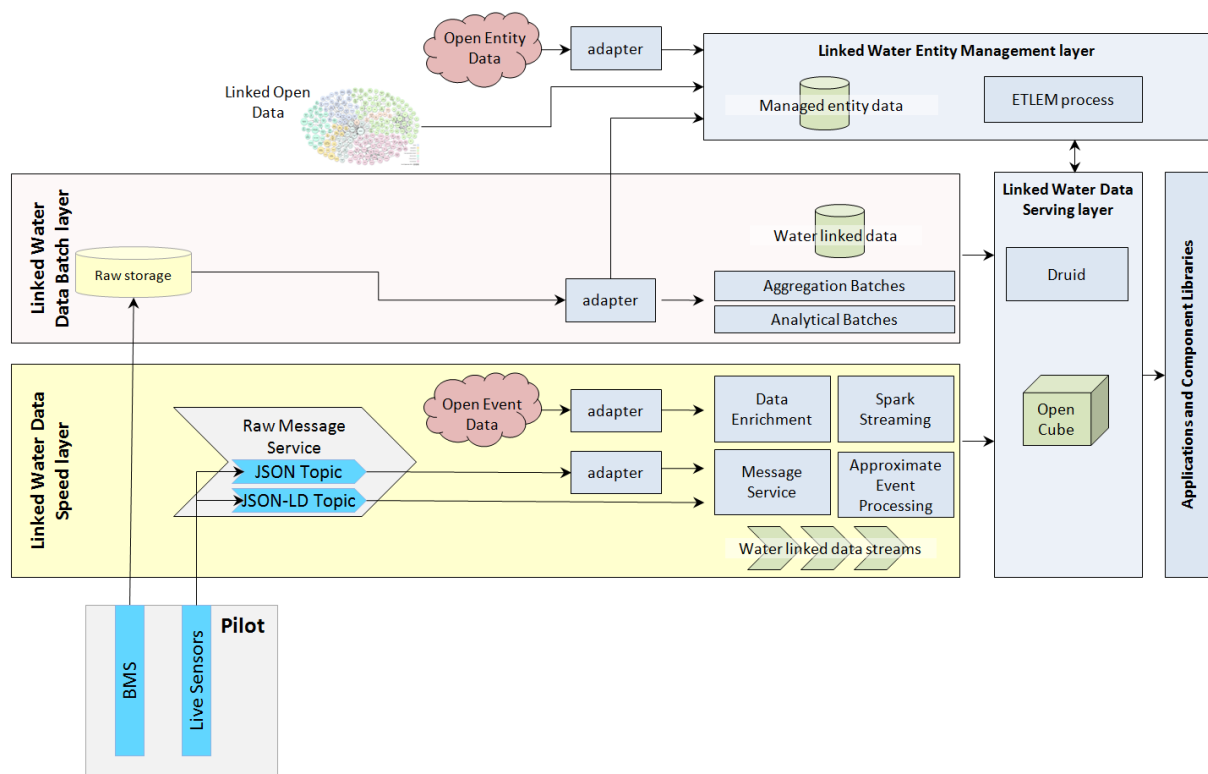 Open Entity
Data
adapter
Linked Water Entity Management layer
Managed entity data
ETLEM process
Linked Open
Data
Linked Water
Data Batch layer
Raw storage
adapter
Water linked data
Aggregation Batches
Analytical Batches
Linked Water Data
Serving layer
Druid
Open
Cube
Applications and Component Libraries
Linked Water Data
Speed layer
Raw Message
Service
JSON Topic
JSON-LD Topic
Open Event
Data
adapter
adapter
Data
Enrichment
Spark
Streaming
Message
Service
Approximate
Event
Processing
Water linked data streams
Pilot
BMS
Live Sensors